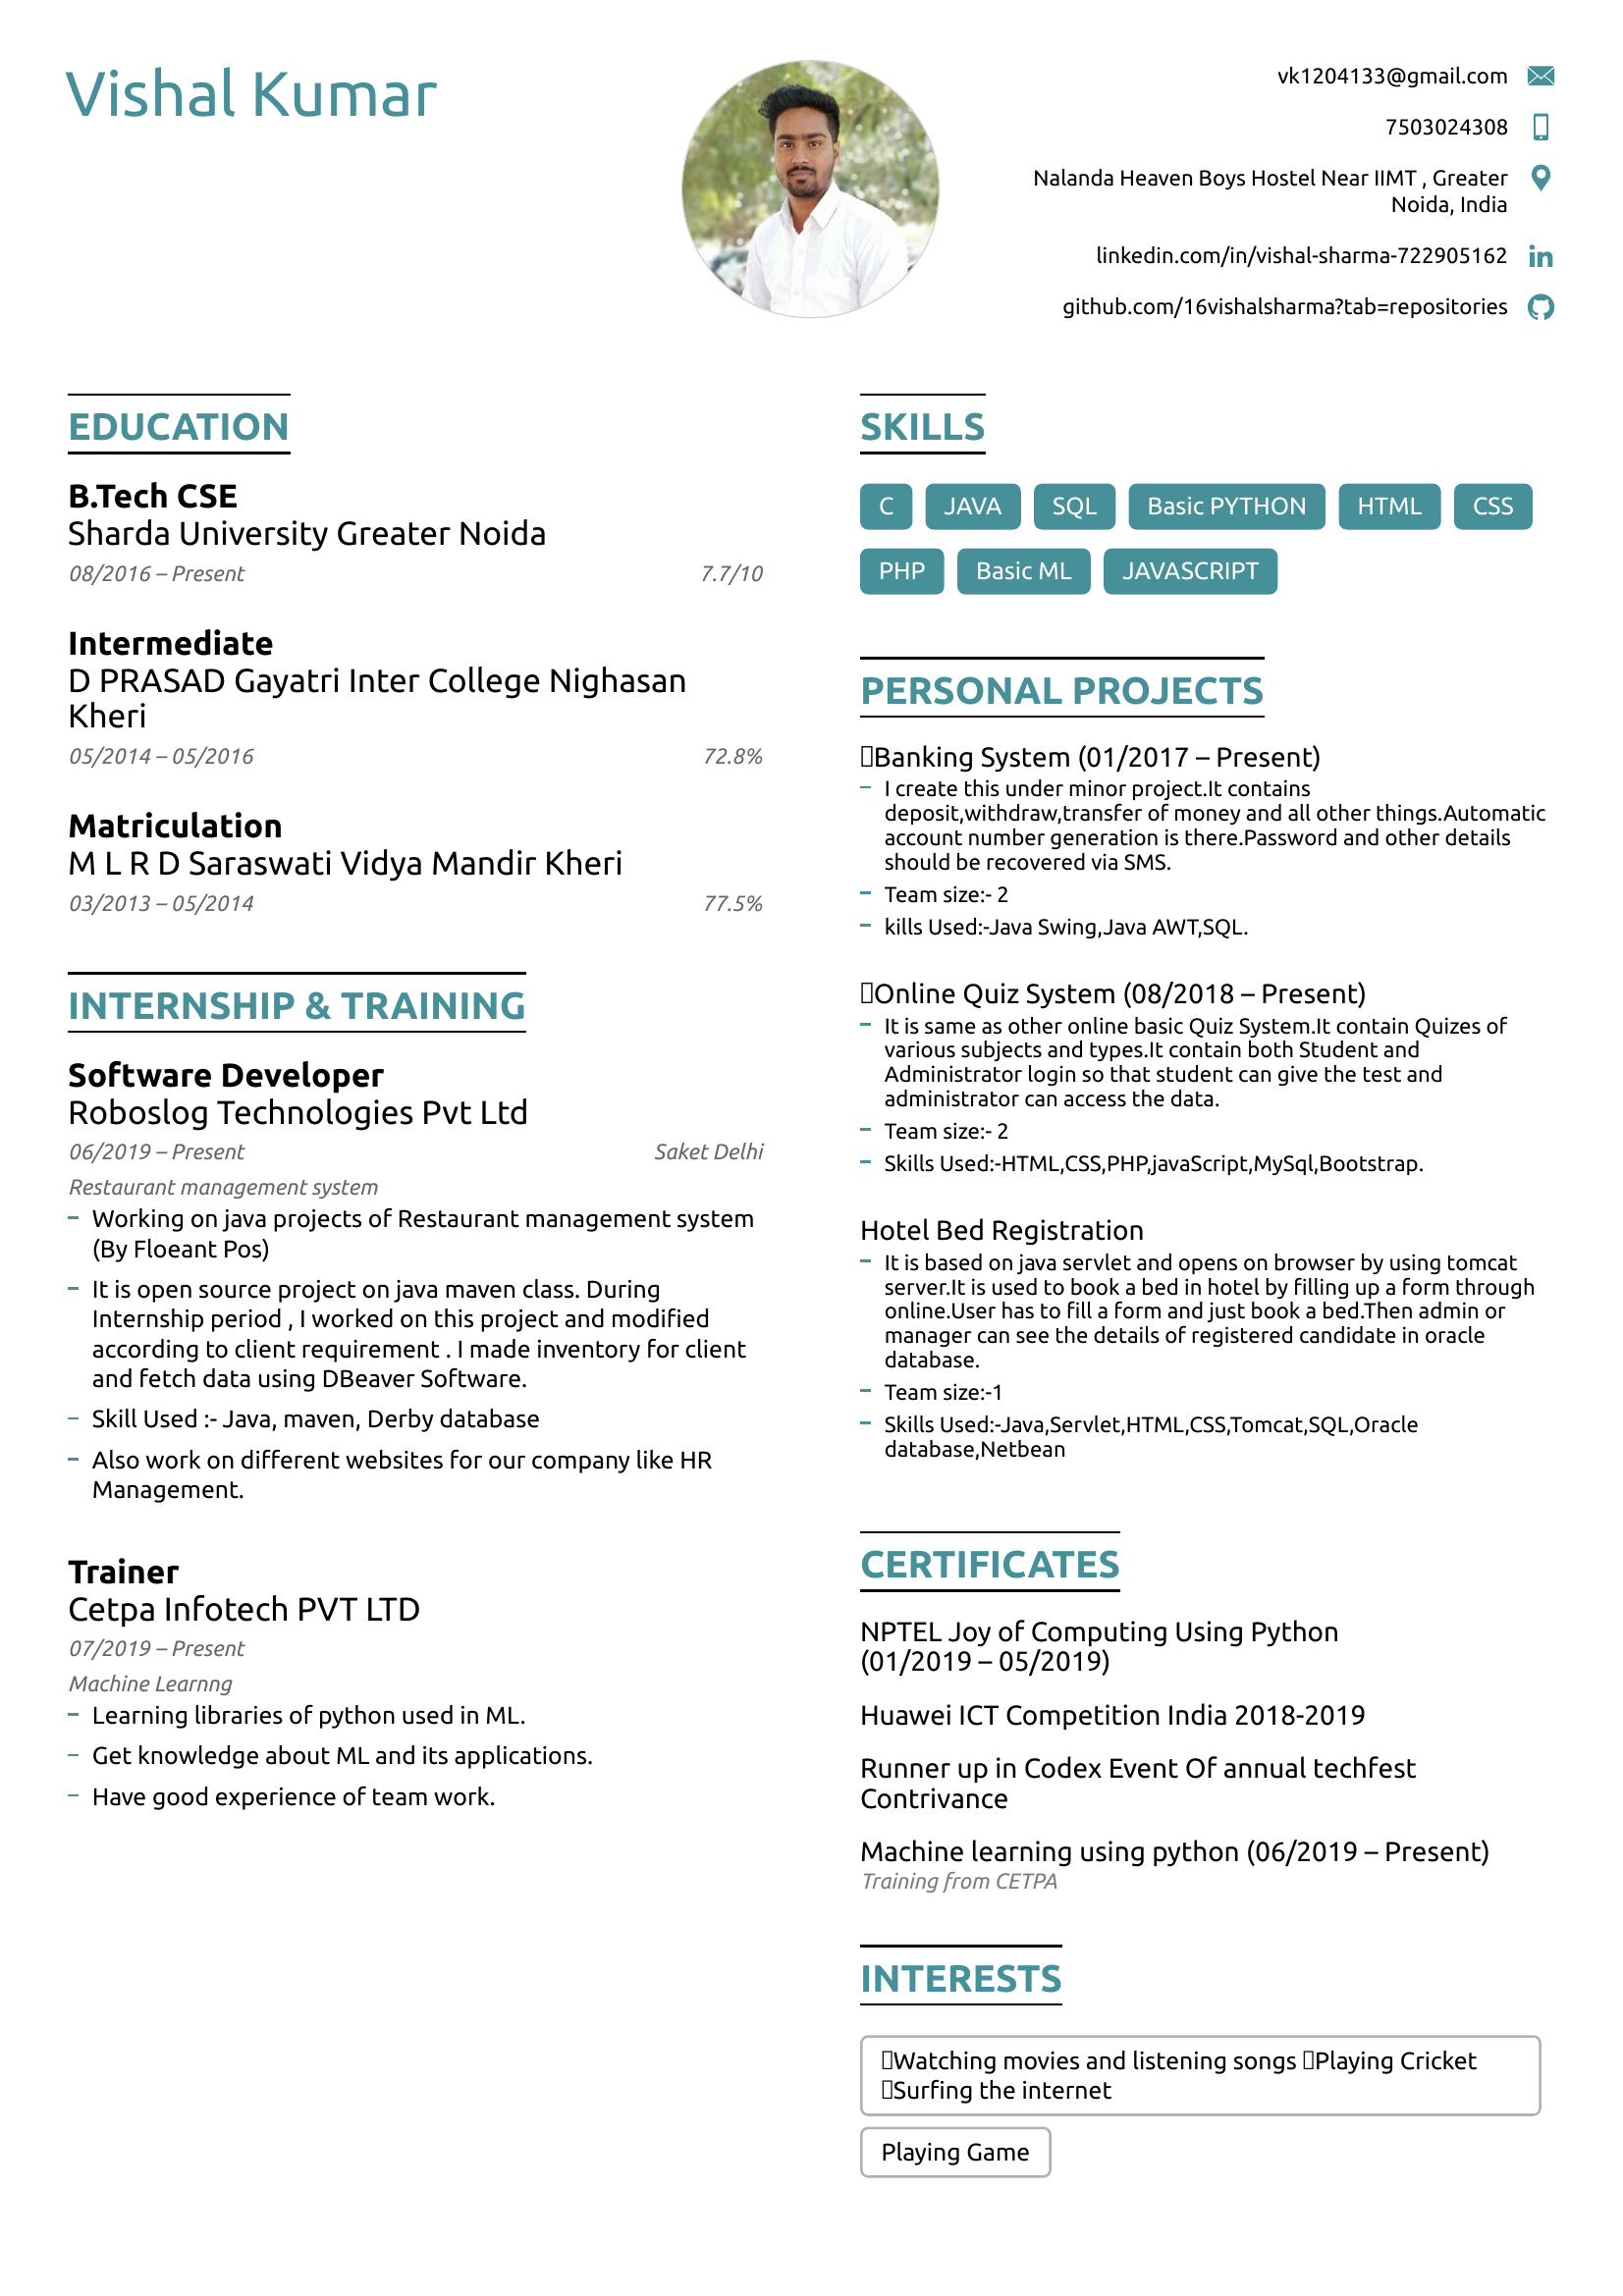 Vishal Kumar
vk1204133@gmail.com
7503024308
Nalanda Heaven Boys Hostel Near IIMT , Greater
Noida, India
linkedin.com/in/vishal-sharma-722905162
github.com/16vishalsharma?tab=repositories
EDUCATION
B.Tech CSE
Sharda University Greater Noida
08/2016 – Present 7.7/10
Intermediate
D PRASAD Gayatri Inter College Nighasan
Kheri
05/2014 – 05/2016 72.8%
Matriculation
M L R D Saraswati Vidya Mandir Kheri
03/2013 – 05/2014 77.5%
INTERNSHIP & TRAINING
Software Developer
Roboslog Technologies Pvt Ltd
06/2019 – Present Saket Delhi
Restaurant management system
– Working on java projects of Restaurant management system
(By Floeant Pos)
– It is open source project on java maven class. During
Internship period , I worked on this project and modified
according to client requirement . I made inventory for client
and fetch data using DBeaver Software.
– Skill Used :- Java, maven, Derby database
– Also work on different websites for our company like HR
Management.
Trainer
Cetpa Infotech PVT LTD
07/2019 – Present
Machine Learnng
– Learning libraries of python used in ML.
– Get knowledge about ML and its applications.
– Have good experience of team work.
SKILLS
C JAVA SQL Basic PYTHON HTML CSS
PHP Basic ML JAVASCRIPT
PERSONAL PROJECTS
Banking System (01/2017 – Present)
– I create this under minor project.It contains
deposit,withdraw,transfer of money and all other things.Automatic
account number generation is there.Password and other details
should be recovered via SMS.
– Team size:- 2
– kills Used:-Java Swing,Java AWT,SQL.
Online Quiz System (08/2018 – Present)
– It is same as other online basic Quiz System.It contain Quizes of
various subjects and types.It contain both Student and
Administrator login so that student can give the test and
administrator can access the data.
– Team size:- 2
– Skills Used:-HTML,CSS,PHP,javaScript,MySql,Bootstrap.
Hotel Bed Registration
– It is based on java servlet and opens on browser by using tomcat
server.It is used to book a bed in hotel by filling up a form through
online.User has to fill a form and just book a bed.Then admin or
manager can see the details of registered candidate in oracle
database.
– Team size:-1
– Skills Used:-Java,Servlet,HTML,CSS,Tomcat,SQL,Oracle
database,Netbean
CERTIFICATES
NPTEL Joy of Computing Using Python
(01/2019 – 05/2019)
Huawei ICT Competition India 2018-2019
Runner up in Codex Event Of annual techfest
Contrivance
Machine learning using python (06/2019 – Present)
Training from CETPA
INTERESTS
Watching movies and listening songs Playing Cricket
Surfing the internet
Playing Game